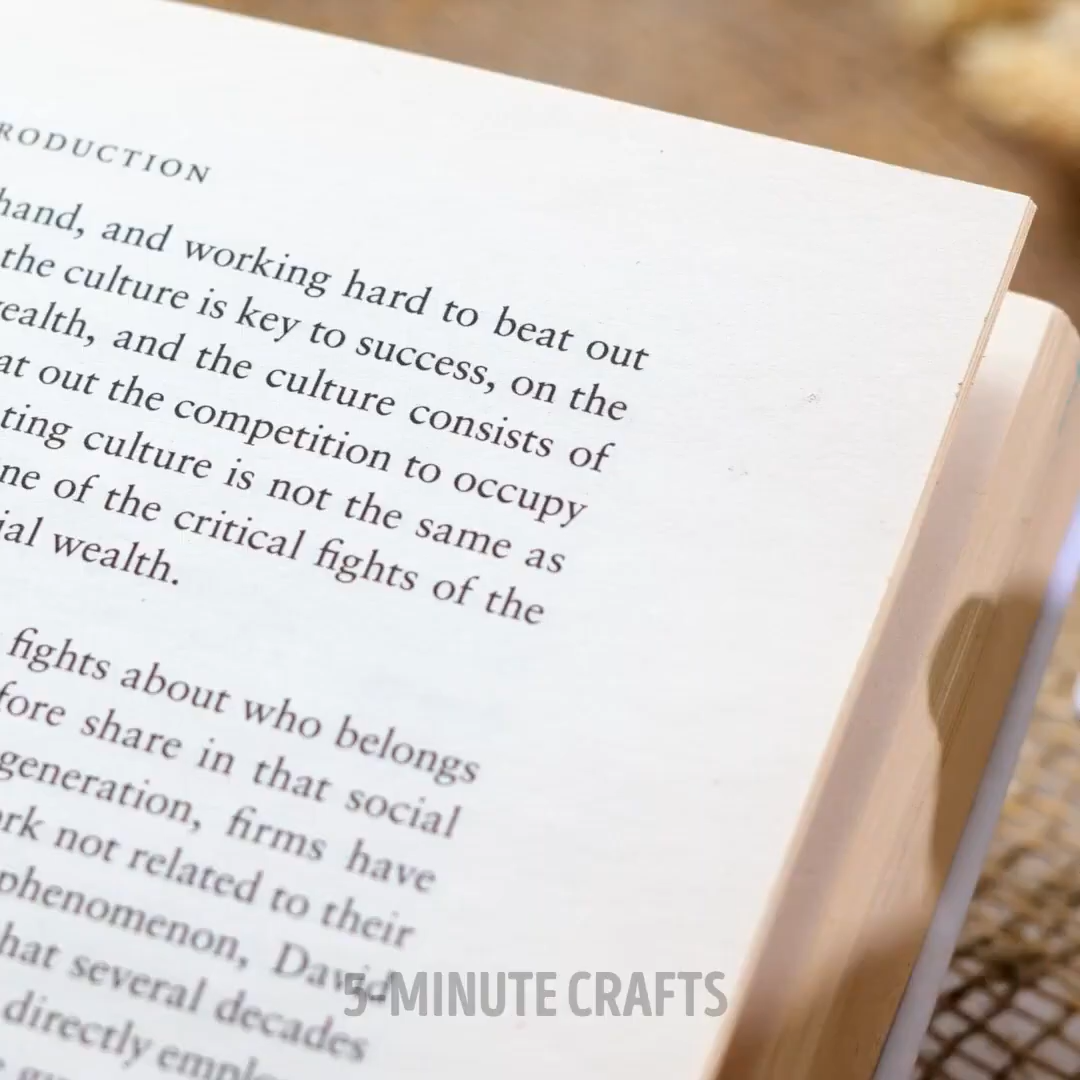 RODUCTION
hand, and working hard to beat out
the culture is key to success, on the
ealth, and the culture consists of
at out the competition to occupy
ting culture is not the same as
ne of the critical fights of the
ial wealth.
fights about who belongs
fore share in that social
generation, firms have
rk not related to their
phenomenon, David
hat several decades
directly emplo
5-MINUTE CRAFTS